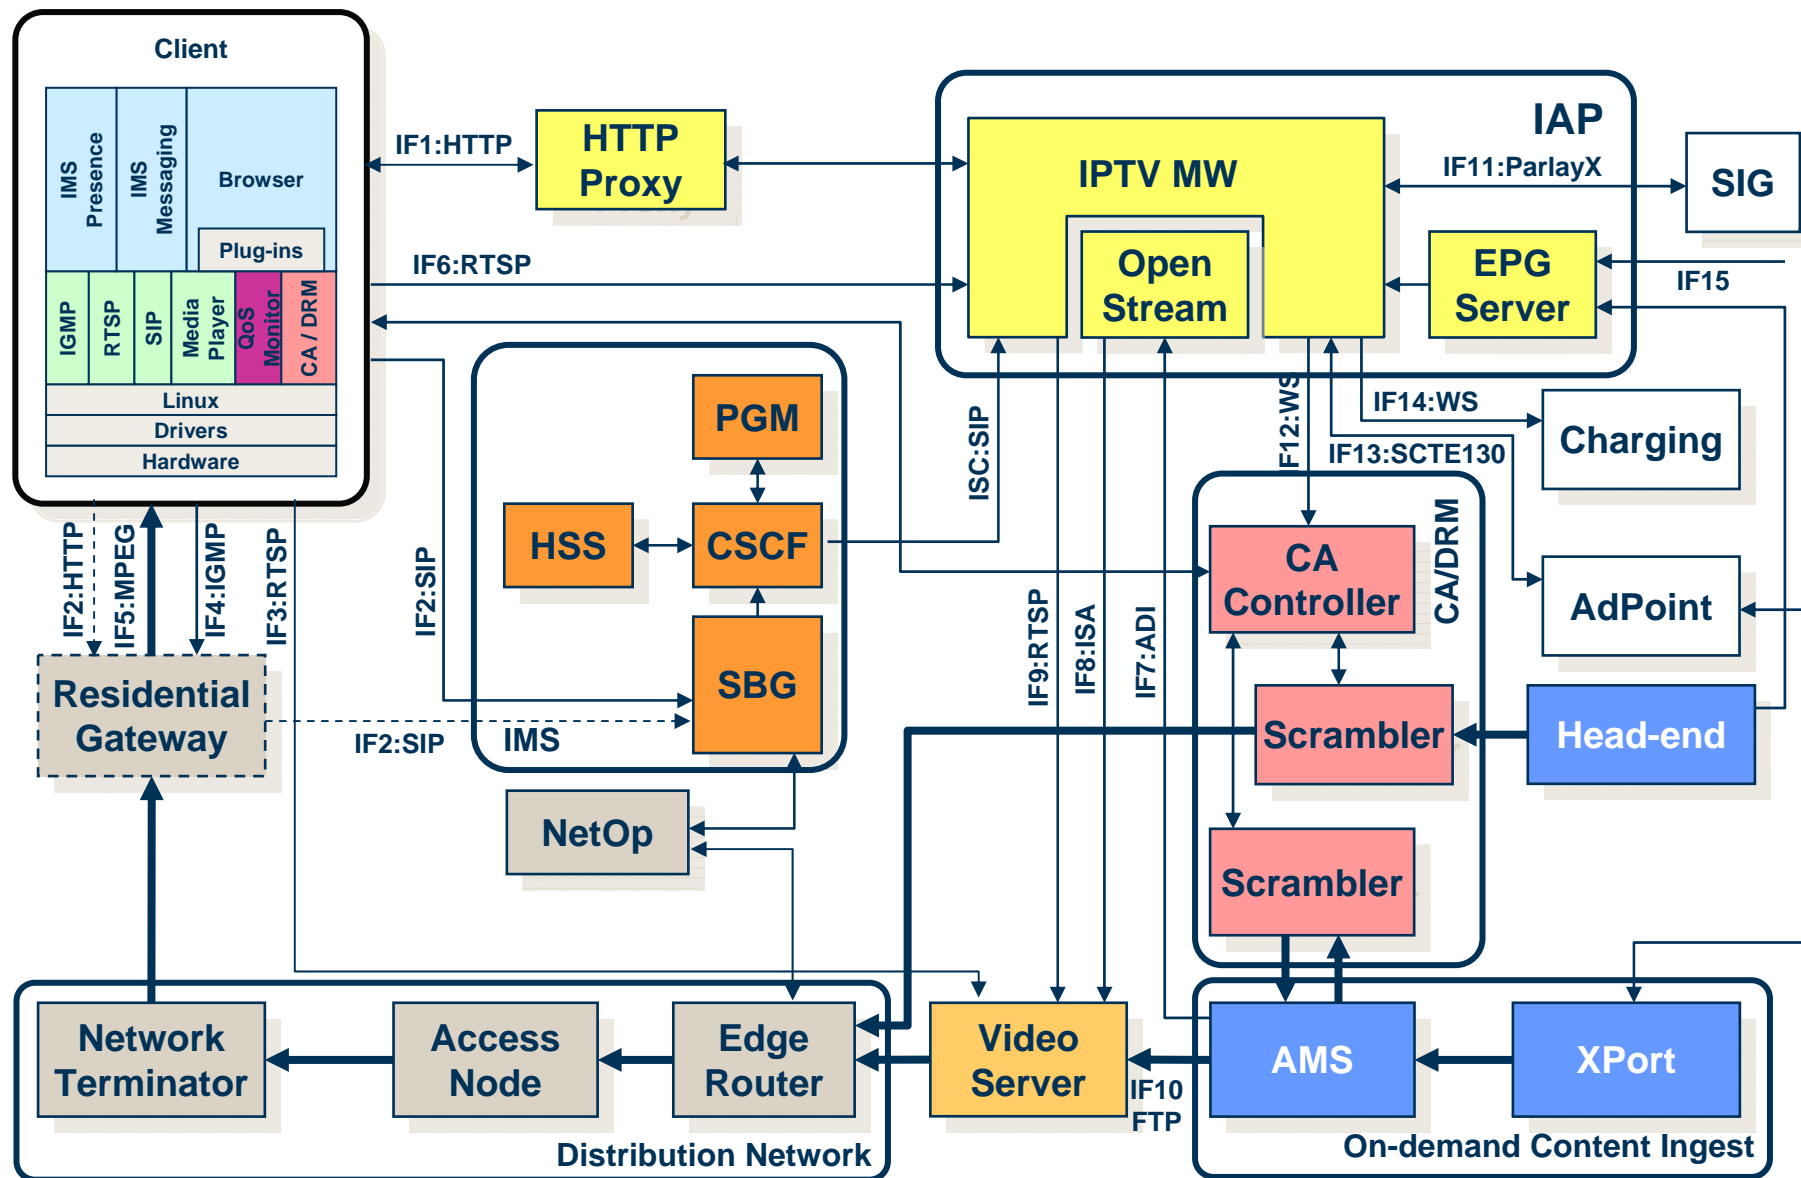 Client
IMS
Presence
IMS
Messaging
Browser
Plug-ins
IGMP
RTSP
SIP
Media
Player
QoS
Monitor
CA / DRM
Linux
Drivers
Hardware
IF1:HTTP
HTTP
Proxy
IAP
IPTV MW
Open
Stream
EPG
Server
IF11:ParlayX
SIG
IF15
IF6:RTSP
PGM
HSS
CSCF
SBG
IMS
ISC:SIP
IF12:WS
IF14:WS
IF13:SCTE130
Charging
AdPoint
CA/DRM
CA
Controller
Scrambler
Scrambler
Head-end
IF2:HTTP
IF5:MPEG
IF4:IGMP
IF3:RTSP
IF2:SIP
IF2:SIP
Residential
Gateway
NetOp
IF9:RTSP
IF8:ISA
IF7:ADI
Network
Terminator
Access
Node
Edge
Router
Distribution Network
Video
Server
IF10
FTP
AMS
XPort
On-demand Content Ingest